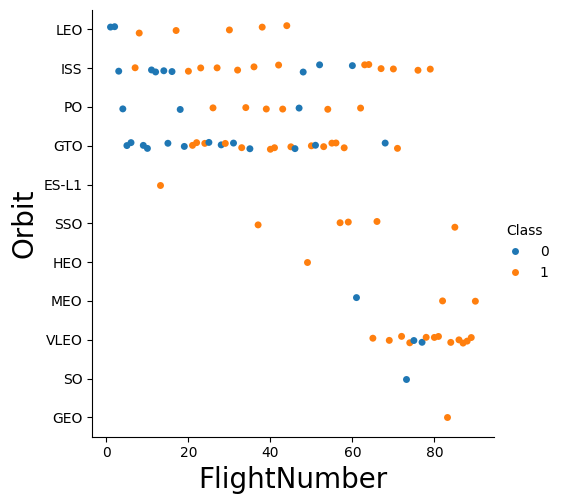 LEO
ISS
PO
GTO
ES-L1
SSO
HEO
MEO
VLEO
SO
GEO
Orbit
0 20 40 60 80
FlightNumber
Class
0
1